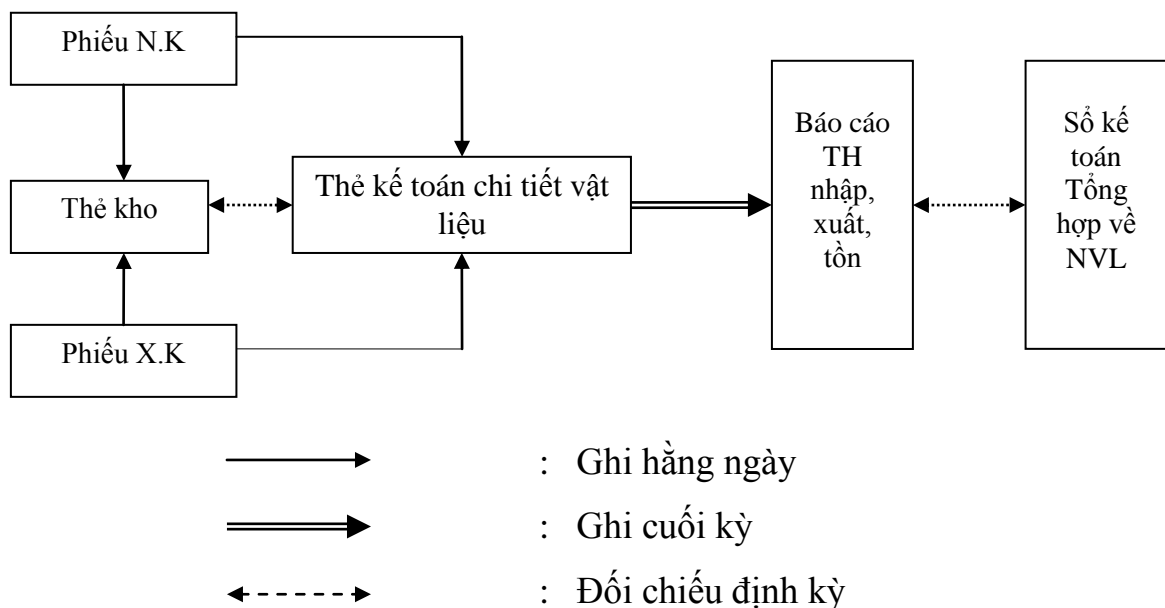 Phiếu N.K
Thẻ kho
Phiếu X.K
Thẻ kế toán chi tiết vật
liệu
Báo cáo
TH
nhập,
xuất,
tồn
Sổ kế
toán
Tổng
hợp về
NVL
: Ghi hằng ngày
: Ghi cuối kỳ
: Đối chiếu định kỳ